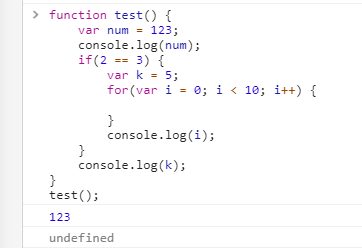 > function test() {
    var num = 123;
    console.log(num);
    if(2 == 3) {
        var k = 5;
        for(var i = 0; i < 10; i++) {

        }
        console.log(i);
    }
    console.log(k);
}
test();
123
undefined